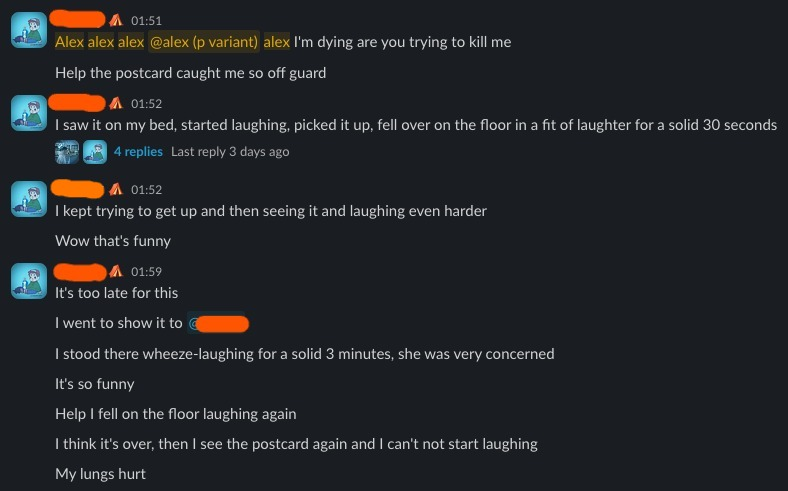 01:51
Alex alex alex @alex (p variant) alex I'm dying are you trying to kill me
Help the postcard caught me so off guard
01:52
I saw it on my bed, started laughing, picked it up, fell over on the floor in a fit of laughter for a solid 30 seconds
4 replies Last reply 3 days ago
01:52
I kept trying to get up and then seeing it and laughing even harder
Wow that's funny
01:59
It's too late for this
I went to show it to @
I stood there wheeze-laughing for a solid 3 minutes, she was very concerned
It's so funny
Help I fell on the floor laughing again
I think it's over, then I see the postcard again and I can't not start laughing
My lungs hurt